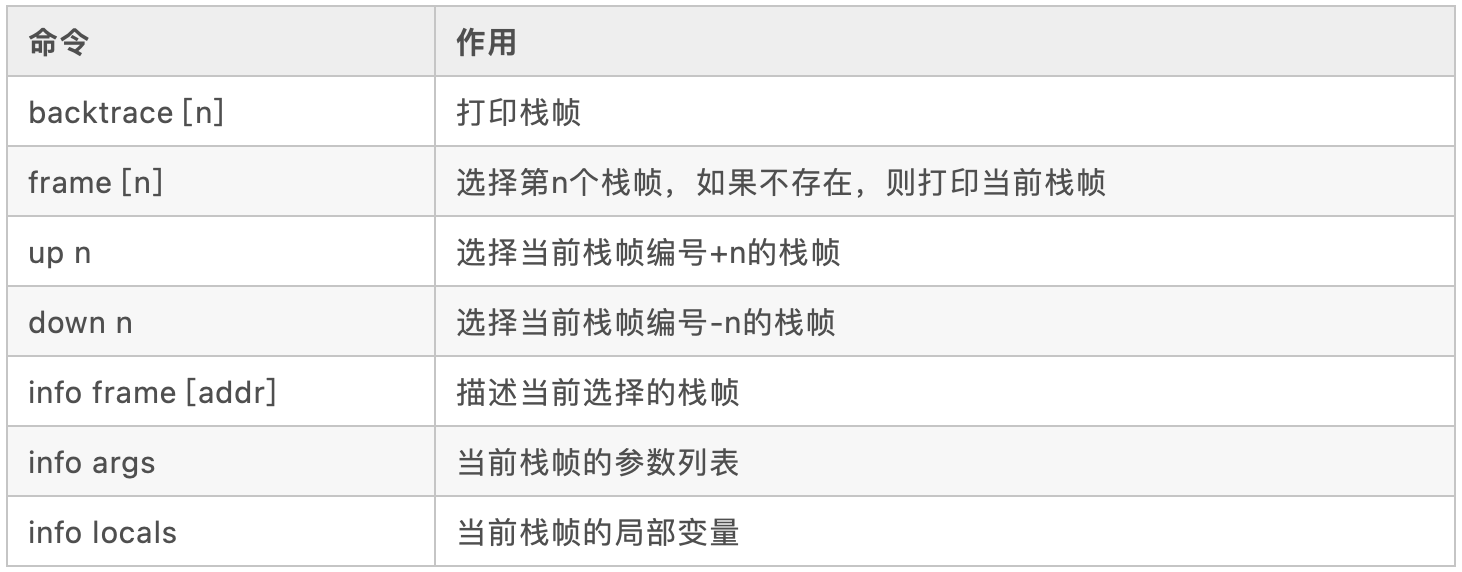 命令 作用
backtrace [n] 打印栈帧
frame [n] 选择第n个栈帧，如果不存在，则打印当前栈帧
up n 选择当前栈帧编号+n的栈帧
down n 选择当前栈帧编号-n的栈帧
info frame [addr] 描述当前选择的栈帧
info args 当前栈帧的参数列表
info locals 当前栈帧的局部变量